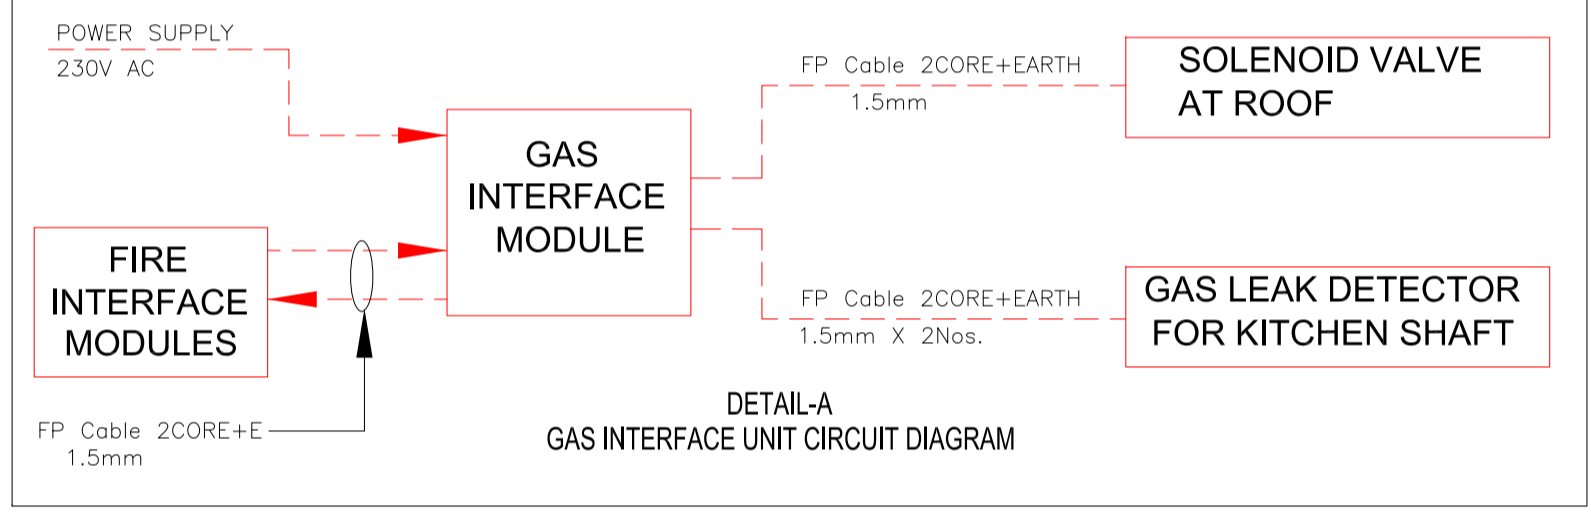 POWER SUPPLY
230V AC
FP Cable 2CORE+EARTH
1.5mm
SOLENOID VALVE
AT ROOF
GAS
INTERFACE
MODULE
FIRE
INTERFACE
MODULES
FP Cable 2CORE+EARTH
1.5mm X 2Nos.
GAS LEAK DETECTOR
FOR KITCHEN SHAFT
FP Cable 2CORE+E
1.5mm
DETAIL-A
GAS INTERFACE UNIT CIRCUIT DIAGRAM